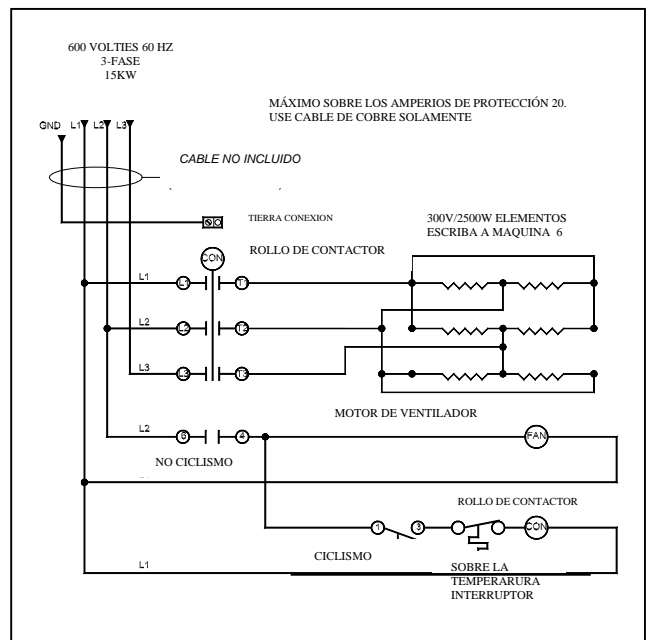 600 VOLTIES 60 HZ
3-FASE
15KW
MÁXIMO SOBRE LOS AMPERIOS DE PROTECCIÓN 20.
USE CABLE DE COBRE SOLAMENTE
GND L1 L2 L3
CABLE NO INCLUIDO
TIERRA CONEXION
300V/2500W ELEMENTOS
ESCRIBA A MAQUINA 6
CON
ROLLO DE CONTACTOR
L1 L1 T1
L2 L2 T2
L3 L3 T3
MOTOR DE VENTILADOR
L2 6 4 FAN
NO CICLISMO
ROLLO DE CONTACTOR
1 3 CON
CICLISMO
L1
SOBRE LA
TEMPERARURA
INTERRUPTOR